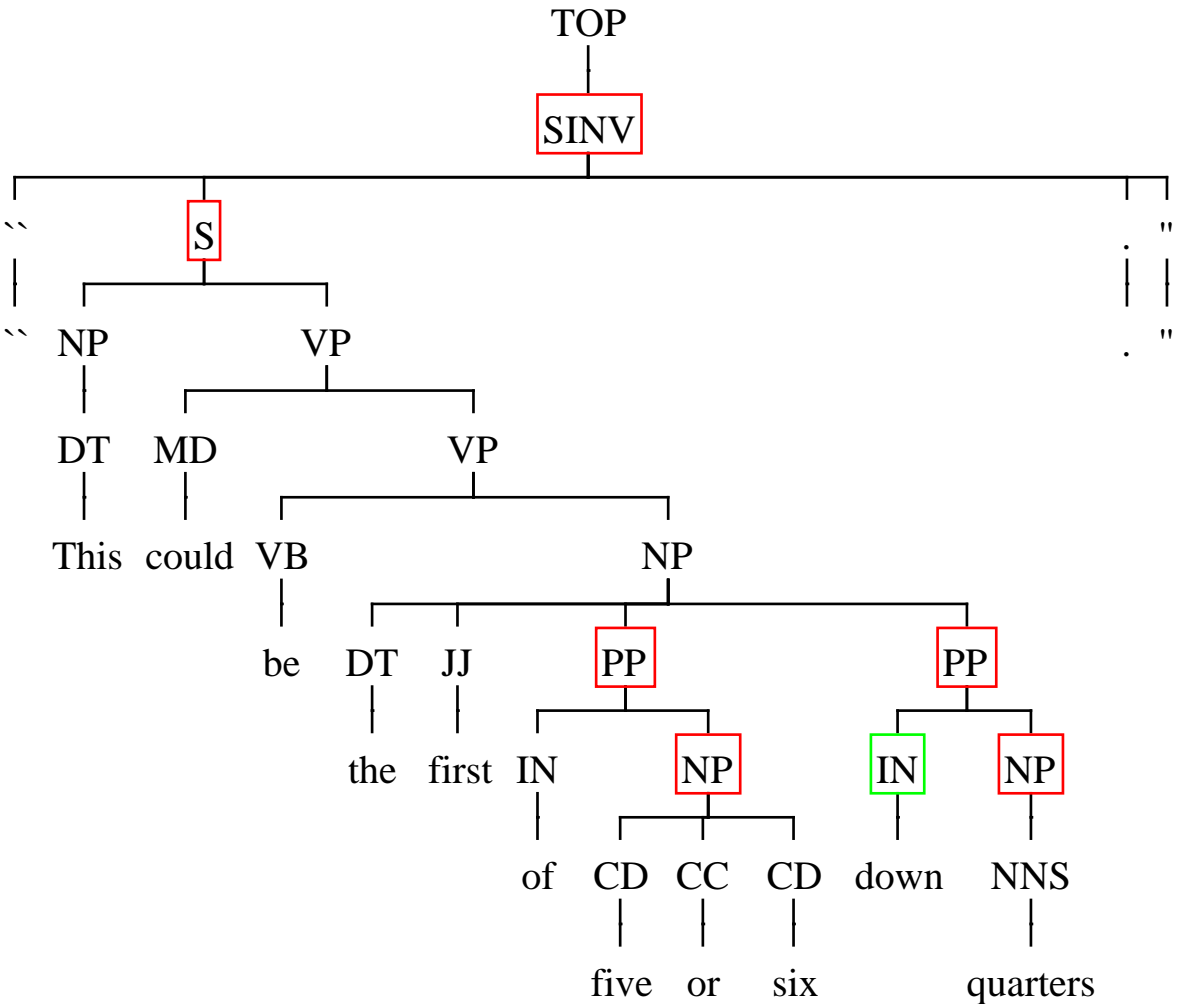 TOP
SINV
`` S . "
`` NP VP . "
DT MD VP
This could VB NP
be DT JJ PP PP
the first IN NP IN NP
of CD CC CD down NNS
five or six quarters